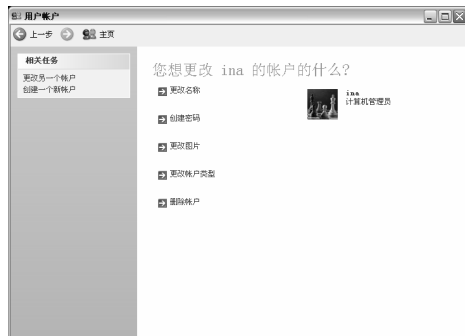 用户帐户
上一步 主页
相关任务
更改另一个帐户
创建一个新帐户
您想更改 ina 的帐户的什么?
更改名称
创建密码
更改图片
更改帐户类型
删除帐户
ina
计算机管理员